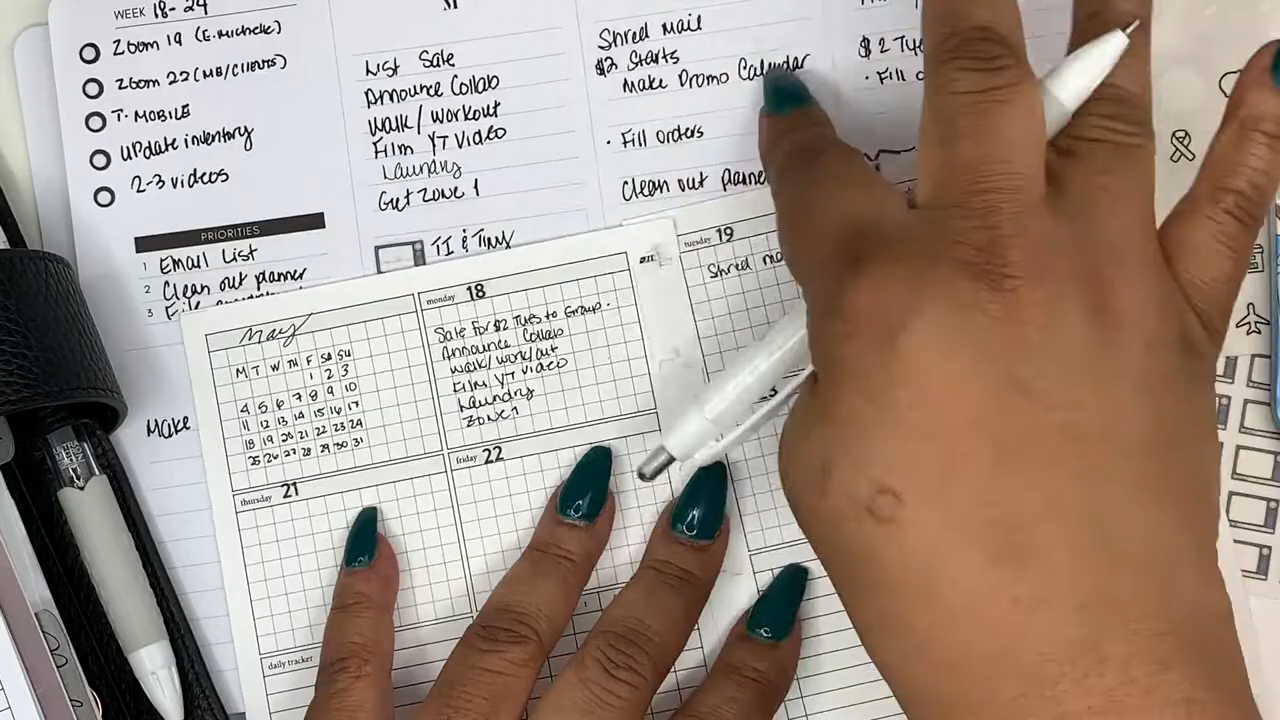 WEEK 18-24
Zoom 19 (E.Michelle)
Zoom 22 (MB/Clients)
T-MOBILE
update inventory
2-3 videos
PRIORITIES
1 Email List
2 Clean out planner
3
Make
List Sale
Announce Collab
Walk/workout
Film YT Video
Laundry
Get Zone 1
TI & Tiny
Shred Mail
$2 Starts
Make Promo Calendar
• Fill orders
Clean out planne
$2 Tue
• Fill o
May
M T W TH F SA SU
1 2 3
4 5 6 7 8 9 10
11 12 13 14 15 16 17
18 19 20 21 22 23 24
25 26 27 28 29 30 31
monday 18
Sale for $2 Tues to Group.
Announce Collab
Walk/work/out
Film YT Video
Laundry
Zone 1
tuesday 19
Shred ma
thursday 21
friday 22
daily tracker